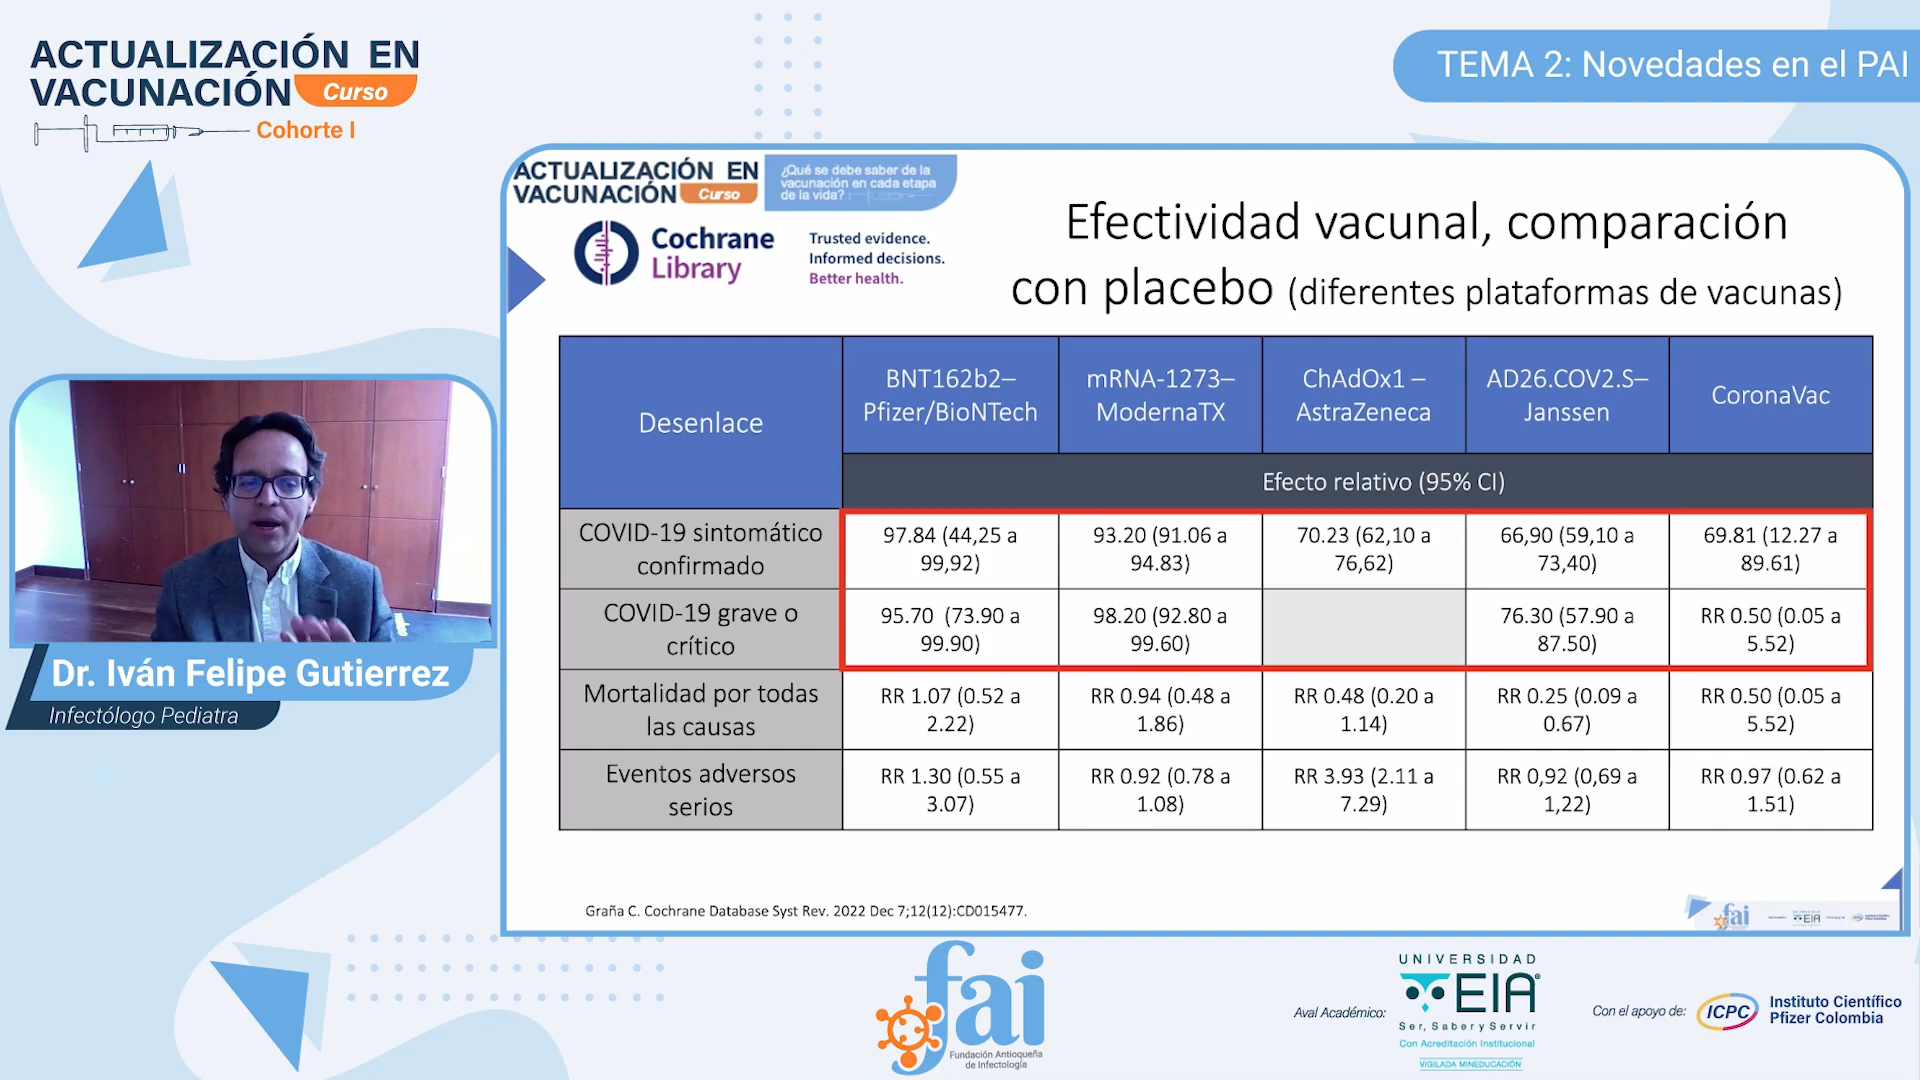 ACTUALIZACIÓN EN
VACUNACIÓN Curso
Cohorte I
TEMA 2: Novedades en el PAI
ACTUALIZACIÓN EN
VACUNACIÓN Curso
¿Qué se debe saber de la
vacunación en cada etapa
de la vida?
Cochrane
Library
Trusted evidence.
Informed decisions.
Better health.
Efectividad vacunal, comparación
con placebo (diferentes plataformas de vacunas)
Desenlace
BNT162b2–
Pfizer/BioNTech
mRNA-1273–
ModernaTX
ChAdOx1 –
AstraZeneca
AD26.COV2.S–
Janssen
CoronaVac
Efecto relativo (95% CI)
COVID-19 sintomático
confirmado
97.84 (44,25 a
99,92)
93.20 (91.06 a
94.83)
70.23 (62,10 a
76,62)
66,90 (59,10 a
73,40)
69.81 (12.27 a
89.61)
COVID-19 grave o
crítico
95.70 (73.90 a
99.90)
98.20 (92.80 a
99.60)
76.30 (57.90 a
87.50)
RR 0.50 (0.05 a
5.52)
Mortalidad por todas
las causas
RR 1.07 (0.52 a
2.22)
RR 0.94 (0.48 a
1.86)
RR 0.48 (0.20 a
1.14)
RR 0.25 (0.09 a
0.67)
RR 0.50 (0.05 a
5.52)
Eventos adversos
serios
RR 1.30 (0.55 a
3.07)
RR 0.92 (0.78 a
1.08)
RR 3.93 (2.11 a
7.29)
RR 0,92 (0,69 a
1,22)
RR 0.97 (0.62 a
1.51)
Graña C. Cochrane Database Syst Rev. 2022 Dec 7;12(12):CD015477.
fai
EIA
Dr. Iván Felipe Gutierrez
Infectólogo Pediatra
fai
Fundación Antioqueña
de Infectología
Aval Académico:
UNIVERSIDAD
EIA
Ser, Saber y Servir
Con Acreditación Institucional
VIGILADA MINEDUCACIÓN
Con el apoyo de:
ICPC
Instituto Científico
Pfizer Colombia